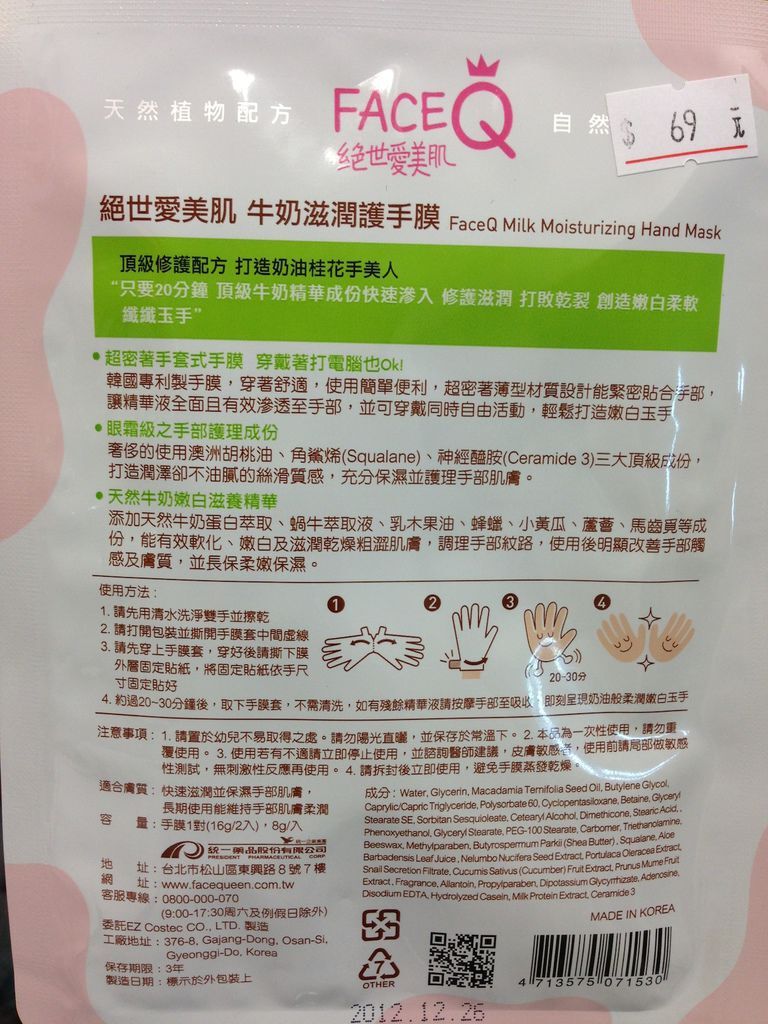 天然植物配方
FACEQ
絕世愛美肌
自然
$ 69 元
絕世愛美肌 牛奶滋潤護手膜 FaceQ Milk Moisturizing Hand Mask
頂級修護配方 打造奶油桂花手美人
“只要20分鐘 頂級牛奶精華成份快速滲入 修護滋潤 打敗乾裂 創造嫩白柔軟
纖纖玉手”
• 超密著手套式手膜 穿戴著打電腦也Ok!
韓國專利製手膜，穿著舒適，使用簡單便利，超密著薄型材質設計能緊密貼合手部，
讓精華液全面且有效滲透至手部，並可穿戴同時自由活動，輕鬆打造嫩白玉手
• 眼霜級之手部護理成份
奢侈的使用澳洲胡桃油、角鯊烯(Squalane)、神經醯胺(Ceramide 3)三大頂級成份，
打造潤澤卻不油膩的絲滑質感，充分保濕並護理手部肌膚。
• 天然牛奶嫩白滋養精華
添加天然牛奶蛋白萃取、蝸牛萃取液、乳木果油、蜂蠟、小黃瓜、蘆薈、馬齒莧等成
份，能有效軟化、嫩白及滋潤乾燥粗澀肌膚，調理手部紋路，使用後明顯改善手部觸
感及膚質，並長保柔嫩保濕。
使用方法：
1. 請先用清水洗淨雙手並擦乾
2. 請打開包裝並撕開手膜套中間虛線
3. 請先穿上手膜套，穿好後請撕下膜
外層固定貼紙，將固定貼紙依手尺
寸固定貼好
4. 約過20~30分鐘後，取下手膜套，不需清洗，如有殘餘精華液請按摩手部至吸收，即刻呈現奶油般柔潤嫩白玉手
1 2 3 4
20-30分
注意事項：1. 請置於幼兒不易取得之處。請勿陽光直曬，並保存於常溫下。2. 本品為一次性使用，請勿重
覆使用。3. 使用若有不適請立即停止使用，並諮詢醫師建議，皮膚敏感者，使用前請局部做敏感
性測試，無刺激性反應再使用。4. 請拆封後立即使用，避免手膜蒸發乾燥。
適合膚質：快速滋潤並保濕手部肌膚，
長期使用能維持手部肌膚柔潤
容 量：手膜1對(16g/2入)，8g/入
統一藥品股份有限公司
PRESIDENT PHARMACEUTICAL CORP.
地 址：台北市松山區東興路8號7樓
網 址：www.facequeen.com.tw
客服專線：0800-000-070
(9:00-17:30周六及例假日除外)
委託EZ Costec CO., LTD. 製造
工廠地址：376-8, Gajang-Dong, Osan-Si,
Gyeonggi-Do, Korea
保存期限：3年
製造日期：標示於外包裝上
成分：Water, Glycerin, Macadamia Ternifolia Seed Oil, Butylene Glycol,
Caprylic/Capric Triglyceride, Polysorbate 60, Cyclopentasiloxane, Betaine, Glyceryl
Stearate SE, Sorbitan Sesquioleate, Cetearyl Alcohol, Dimethicone, Stearic Acid,
Phenoxyethanol, Glyceryl Stearate, PEG-100 Stearate, Carbomer, Triethanolamine,
Beeswax, Methylparaben, Butyrospermum Parkii (Shea Butter), Squalane, Aloe
Barbadensis Leaf Juice, Nelumbo Nucifera Seed Extract, Portulaca Oleracea Extract,
Snail Secretion Filtrate, Cucumis Sativus (Cucumber) Fruit Extract, Prunus Mume Fruit
Extract, Fragrance, Allantoin, Propylparaben, Dipotassium Glycyrrhizate, Adenosine,
Disodium EDTA, Hydrolyzed Casein, Milk Protein Extract, Ceramide 3
MADE IN KOREA
7
OTHER
4 713575 071530
2012.12.26